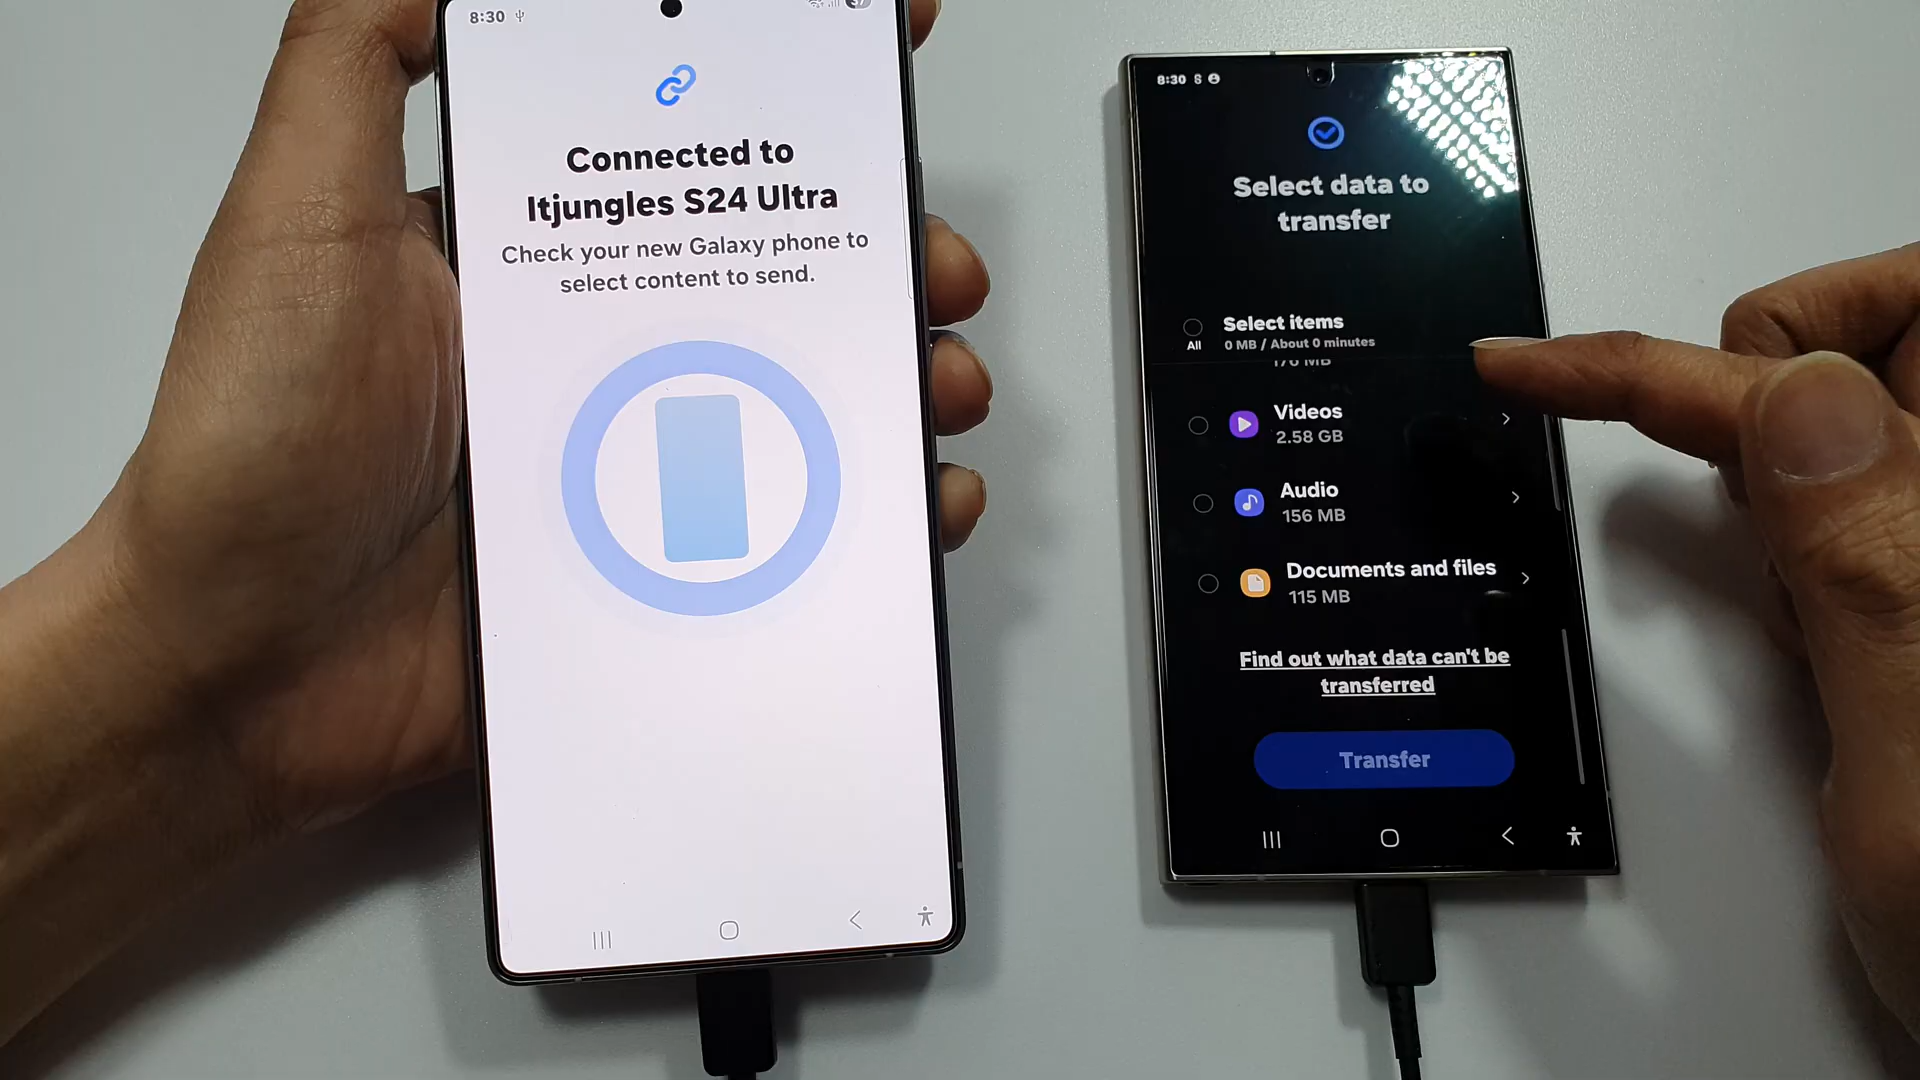 8:30
Connected to
Itjungles S24 Ultra
Check your new Galaxy phone to
select content to send.
8:30
Select data to
transfer
Select items
All
0 MB / About 0 minutes
176 MB
Videos
2.58 GB
Audio
156 MB
Documents and files
115 MB
Find out what data can't be
transferred
Transfer